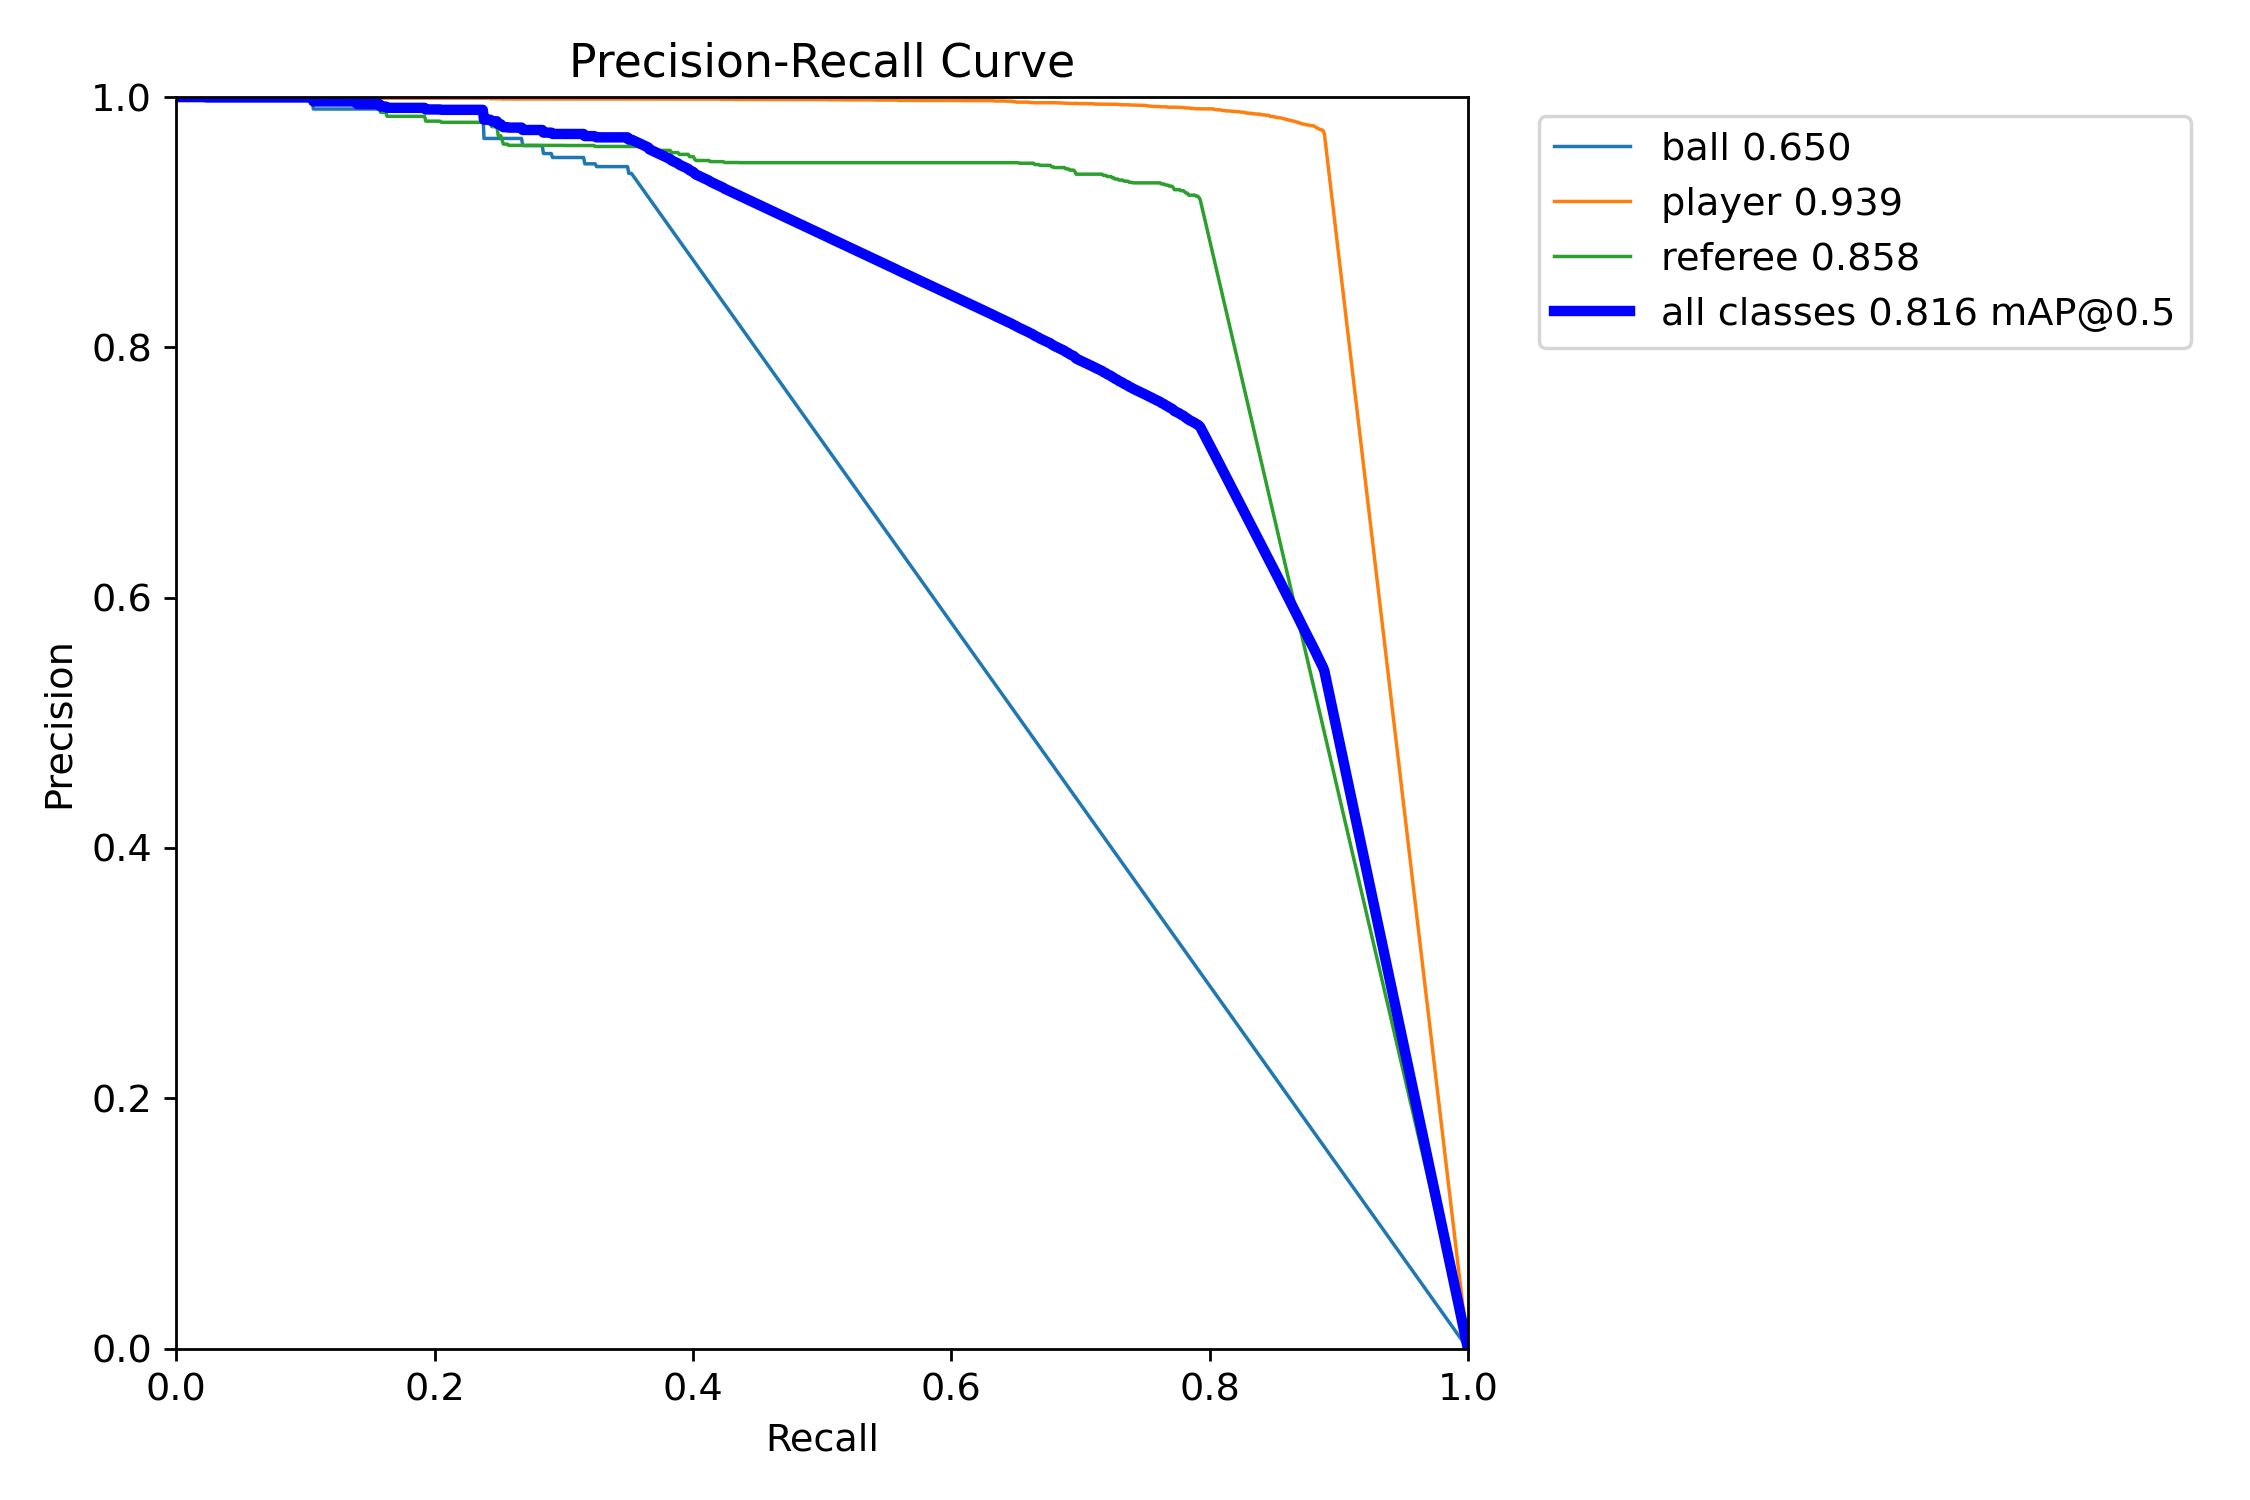 Precision-Recall Curve
1.0
0.8
0.6
0.4
0.2
0.0
Precision
0.0 0.2 0.4 0.6 0.8 1.0
Recall
ball 0.650
player 0.939
referee 0.858
all classes 0.816 mAP@0.5